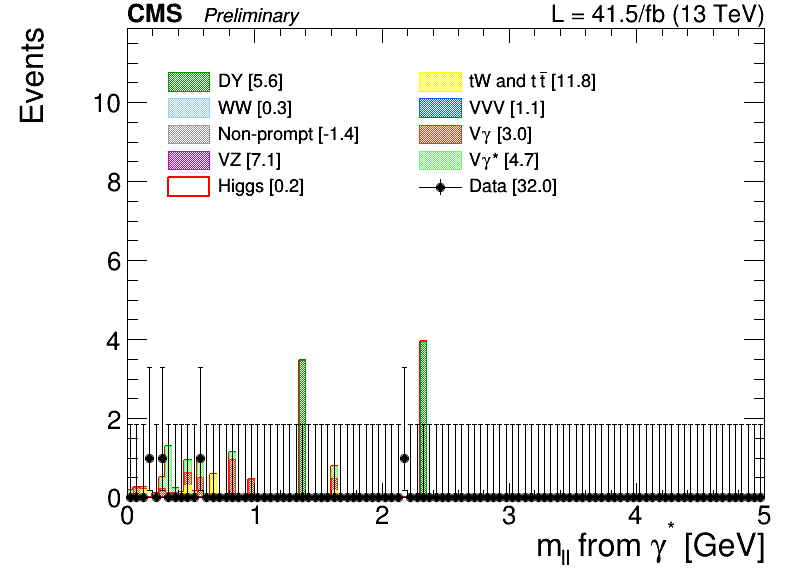 CMS Preliminary L = 41.5/fb (13 TeV)
Events
DY [5.6] tW and tt̅ [11.8]
WW [0.3] VVV [1.1]
Non-prompt [-1.4] Vγ [3.0]
VZ [7.1] Vγ* [4.7]
Higgs [0.2] Data [32.0]
10
8
6
4
2
0
0 1 2 3 4 5
m_ll from γ* [GeV]